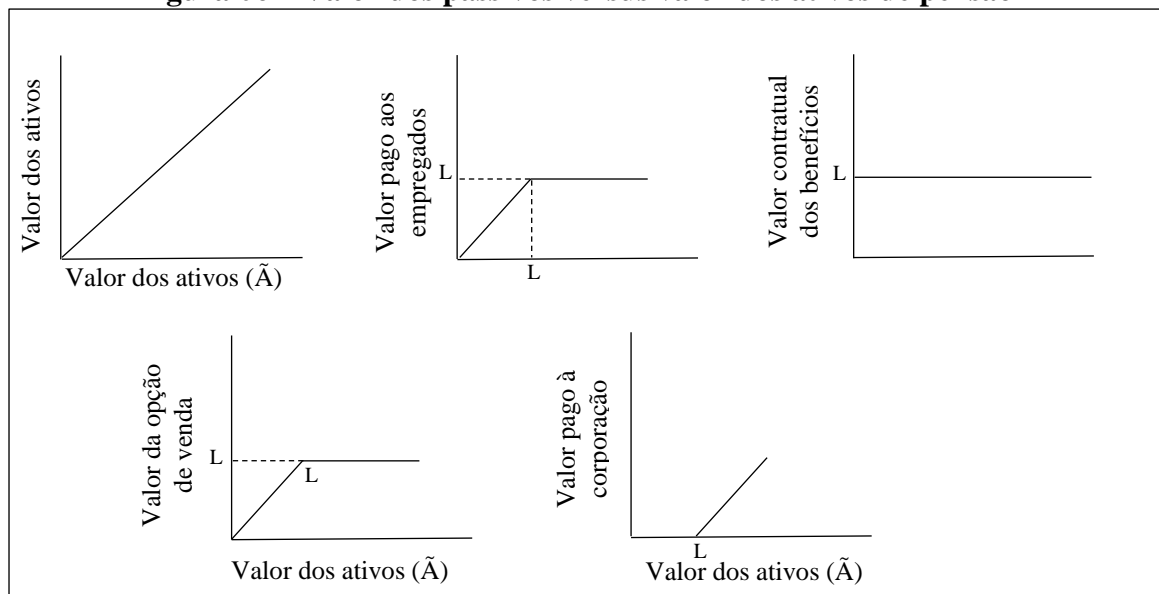 Valor dos ativos
Valor dos ativos (Ã)
Valor pago aos
empregados
L
L
Valor contratual
dos benefícios
L
Valor da opção
de venda
L
L
Valor dos ativos (Ã)
Valor pago à
corporação
L
Valor dos ativos (Ã)